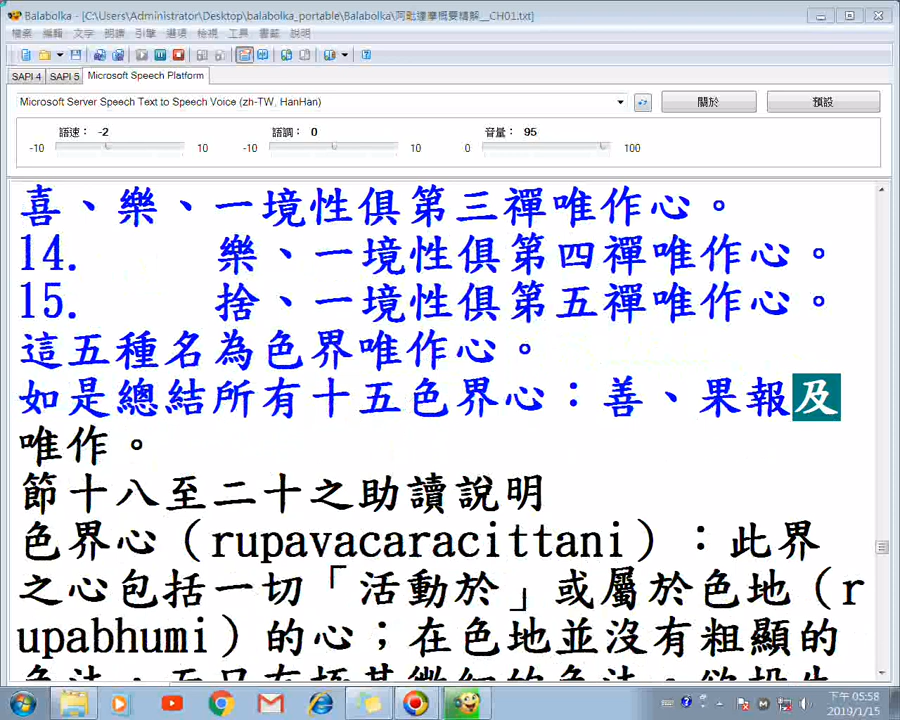 Balabolka - [C:\Users\Administrator\Desktop\balabolka_portable\Balabolka\阿毗達摩概要精解__CH01.txt]
檔案 編輯 文字 朗讀 引擎 選項 檢視 工具 書籤 說明
SAPI 4 SAPI 5 Microsoft Speech Platform
Microsoft Server Speech Text to Speech Voice (zh-TW, HanHan) 關於 預設
語速： -2 語調： 0 音量： 95
-10 10 -10 10 0 100
喜、樂、一境性俱第三禪唯作心。
14. 樂、一境性俱第四禪唯作心。
15. 捨、一境性俱第五禪唯作心。
這五種名為色界唯作心。
如是總結所有十五色界心：善、果報及
唯作。
節十八至二十之助讀說明
色界心（rupavacaracittani）：此界
之心包括一切「活動於」或屬於色地（r
upabhumi）的心；在色地並沒有粗顯的
下午 05:58
2019/1/15